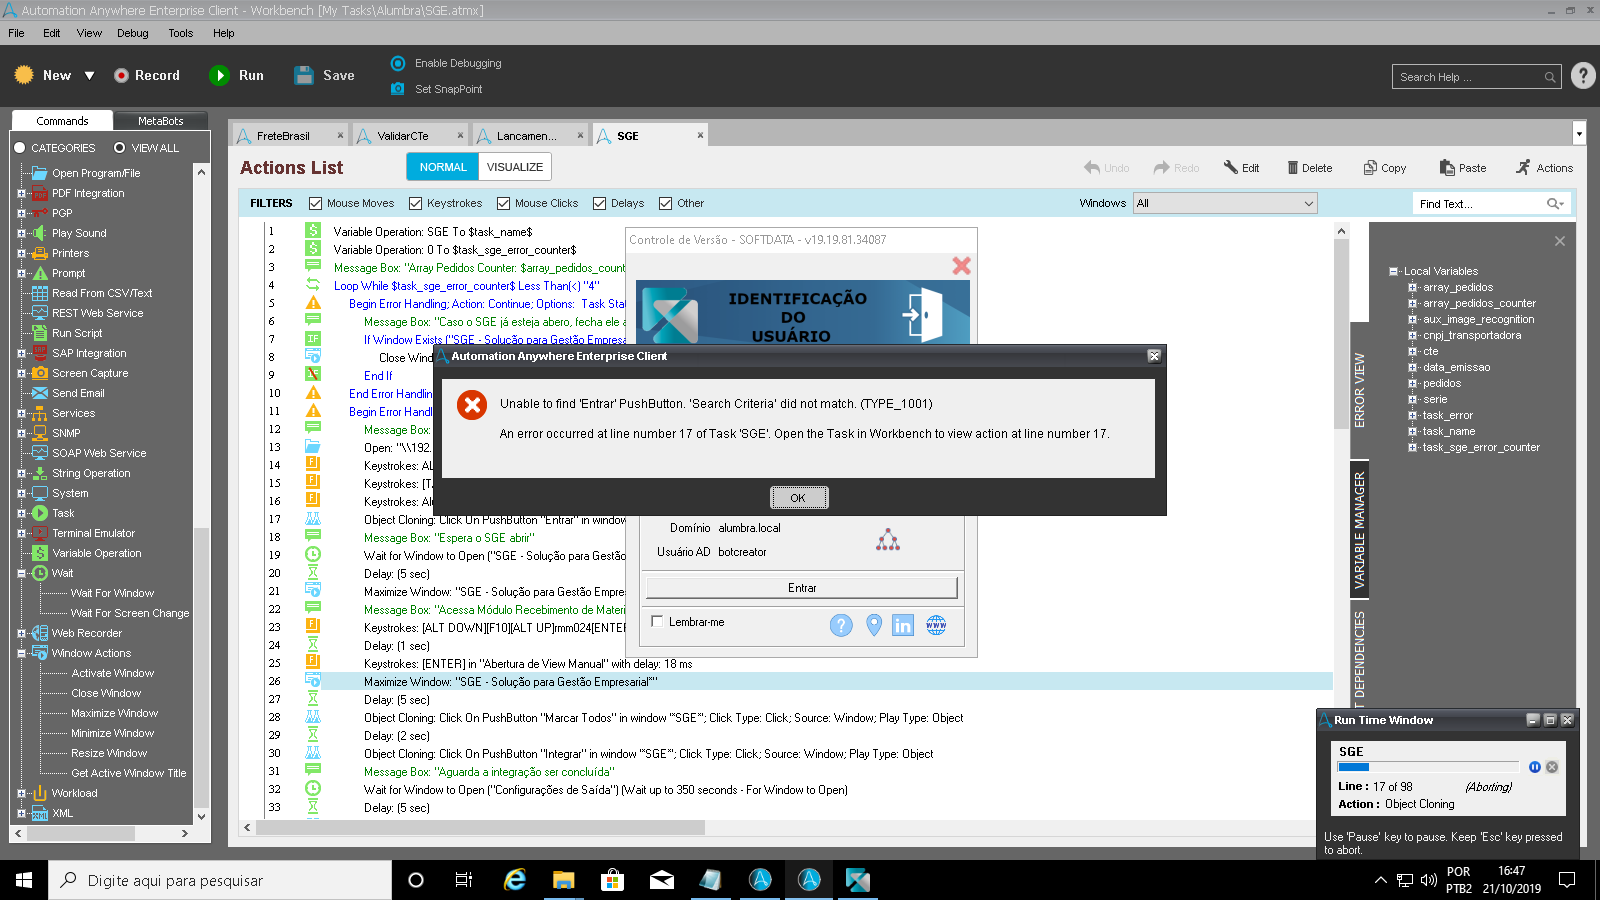 Automation Anywhere Enterprise Client - Workbench [My Tasks\Alumbra\SGE.atmx]
File Edit View Debug Tools Help
New Record Run Save
Enable Debugging
Set SnapPoint
Search Help ...
Commands MetaBots
CATEGORIES VIEW ALL
Open Program/File
PDF Integration
PGP
Play Sound
Printers
Prompt
Read From CSV/Text
REST Web Service
Run Script
SAP Integration
Screen Capture
Send Email
Services
SNMP
SOAP Web Service
String Operation
System
Task
Terminal Emulator
Variable Operation
Wait
Wait For Window
Wait For Screen Change
Web Recorder
Window Actions
Activate Window
Close Window
Maximize Window
Minimize Window
Resize Window
Get Active Window Title
Workload
XML
FreteBrasil ValidarCTe Lancamen... SGE
Actions List NORMAL VISUALIZE Undo Redo Edit Delete Copy Paste Actions
FILTERS Mouse Moves Keystrokes Mouse Clicks Delays Other Windows All Find Text...
1 Variable Operation: SGE To $task_name$
2 Variable Operation: 0 To $task_sge_error_counter$
3 Message Box: "Array Pedidos Counter: $array_pedidos_count
4 Loop While $task_sge_error_counter$ Less Than(<) "4"
5 Begin Error Handling; Action: Continue; Options: Task Stat
6 Message Box: "Caso o SGE já esteja abero, fecha ele a
7 If Window Exists ("SGE - Solução para Gestão Empresa
8 Close Wind
9 End If
10 End Error Handlin
11 Begin Error Handl
12 Message Box:
13 Open: "\\192.
14 Keystrokes: AL
15 Keystrokes: [TA
16 Keystrokes: Alu
17 Object Cloning: Click On PushButton "Entrar" in window
18 Message Box: "Espera o SGE abrir"
19 Wait for Window to Open ("SGE - Solução para Gestão
20 Delay: (5 sec)
21 Maximize Window: "SGE - Solução para Gestão Empres
22 Message Box: "Acessa Módulo Recebimento de Materi
23 Keystrokes: [ALT DOWN][F10][ALT UP]rmm024[ENTER
24 Delay: (1 sec)
25 Keystrokes: [ENTER] in "Abertura de View Manual" with delay: 18 ms
26 Maximize Window: "SGE - Solução para Gestão Empresarial*"
27 Delay: (5 sec)
28 Object Cloning: Click On PushButton "Marcar Todos" in window "*SGE*"; Click Type: Click; Source: Window; Play Type: Object
29 Delay: (2 sec)
30 Object Cloning: Click On PushButton "Integrar" in window "*SGE*"; Click Type: Click; Source: Window; Play Type: Object
31 Message Box: "Aguarda a integração ser concluída"
32 Wait for Window to Open ("Configurações de Saída") (Wait up to 350 seconds - For Window to Open)
33 Delay: (5 sec)
Controle de Versão - SOFTDATA - v19.19.81.34087
IDENTIFICAÇÃO
DO
USUÁRIO
Automation Anywhere Enterprise Client
Unable to find 'Entrar' PushButton. 'Search Criteria' did not match. (TYPE_1001)
An error occurred at line number 17 of Task 'SGE'. Open the Task in Workbench to view action at line number 17.
OK
Domínio alumbra.local
Usuário AD botcreator
Entrar
Lembrar-me
in
www
ERROR VIEW
VARIABLE MANAGER
T DEPENDENCIES
Local Variables
array_pedidos
array_pedidos_counter
aux_image_recognition
cnpj_transportadora
cte
data_emissao
pedidos
serie
task_error
task_name
task_sge_error_counter
Run Time Window
SGE
Line : 17 of 98 (Aborting)
Action : Object Cloning
Use 'Pause' key to pause. Keep 'Esc' key pressed
to abort.
Digite aqui para pesquisar
POR
PTB2
16:47
21/10/2019